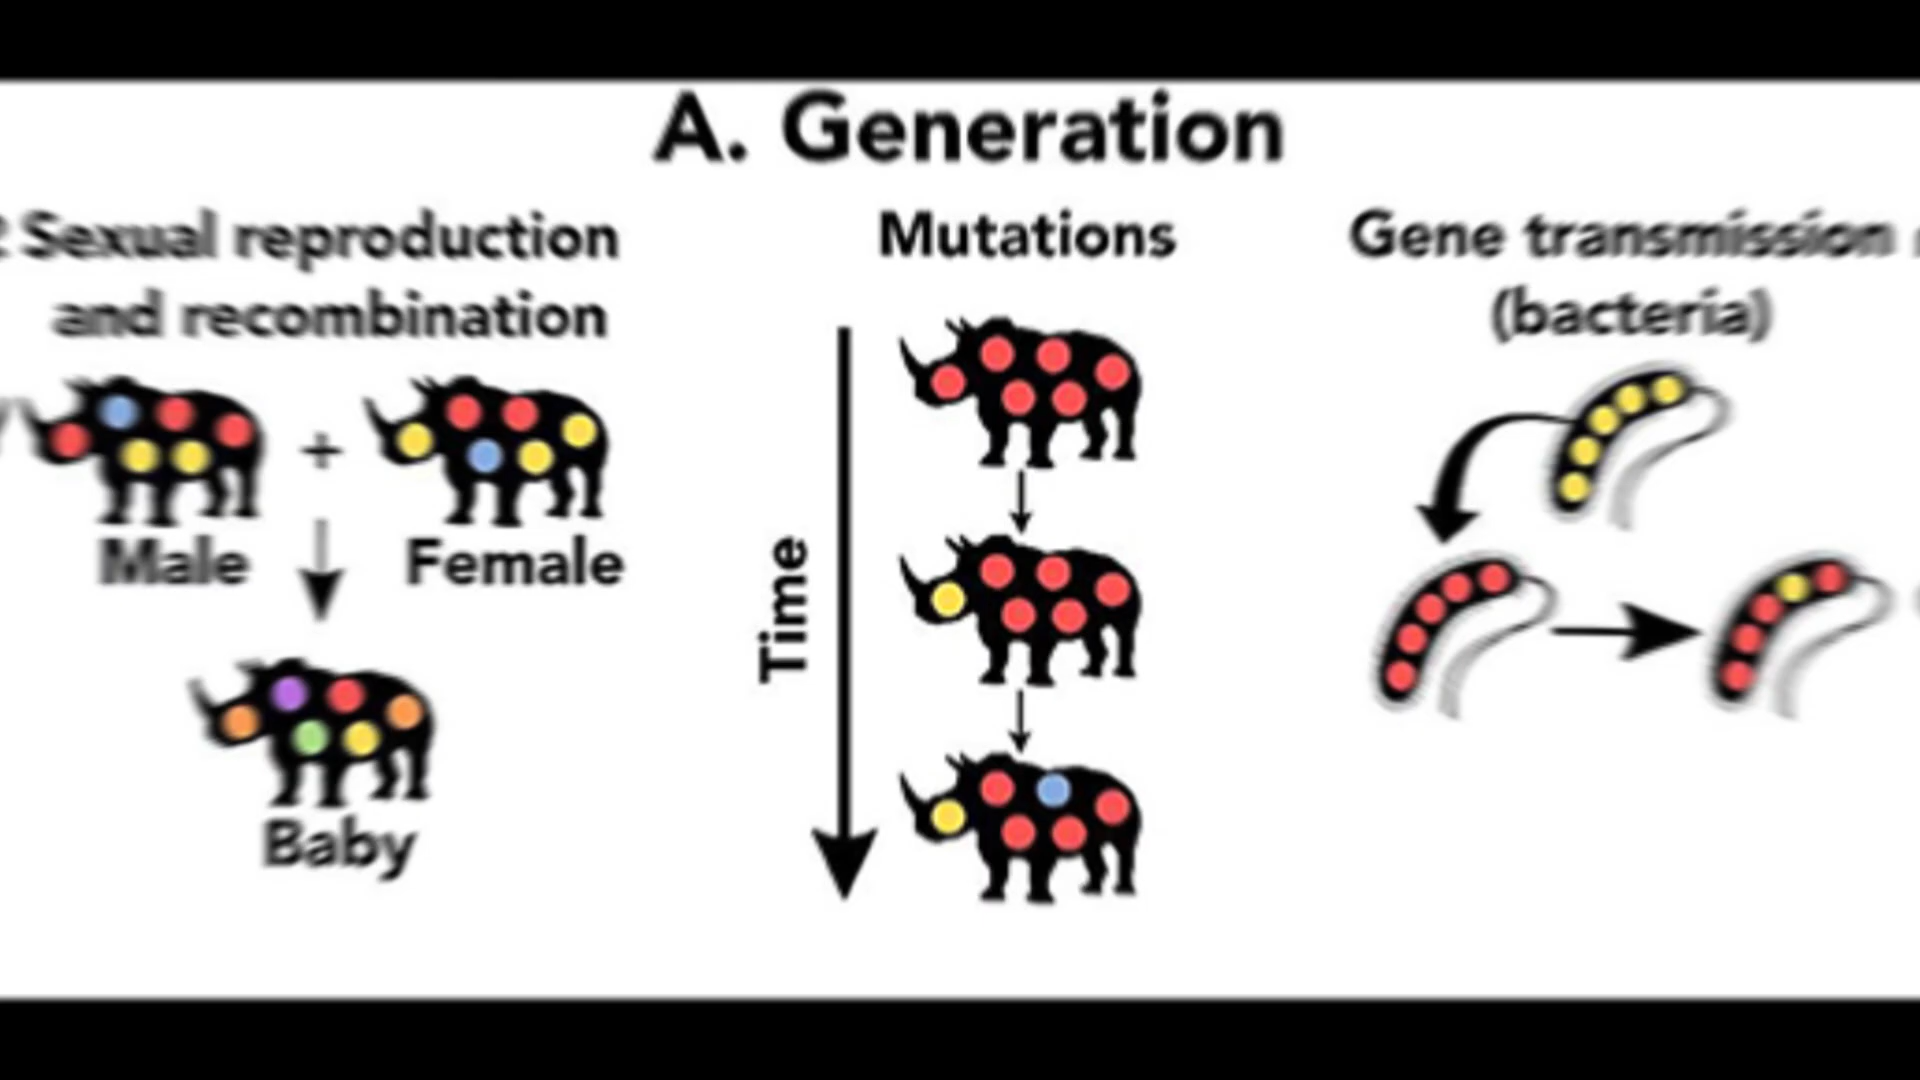 A. Generation
Sexual reproduction
and recombination
Male
+
Female
Baby
Mutations
Time
Gene transmission
(bacteria)